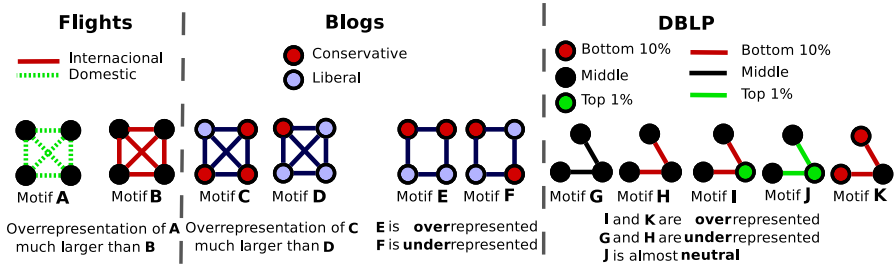 Flights
Internacional
Domestic
Motif A
Motif B
Overrepresentation of A
much larger than B
Blogs
Conservative
Liberal
Motif C
Motif D
Motif E
Motif F
Overrepresentation of C
much larger than D
E is overrepresented
F is underrepresented
DBLP
Bottom 10%
Middle
Top 1%
Bottom 10%
Middle
Top 1%
Motif G
Motif H
Motif I
Motif J
Motif K
I and K are overrepresented
G and H are underrepresented
J is almost neutral